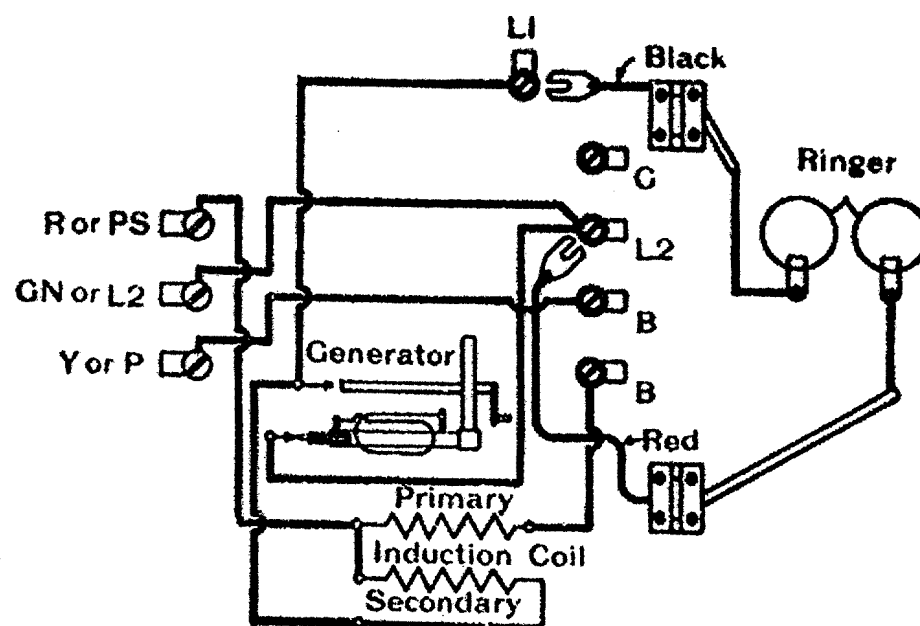 L1
Black
Ringer
G
R or PS
L2
GN or L2
B
Y or P
Generator
B
Red
Primary
Induction Coil
Secondary